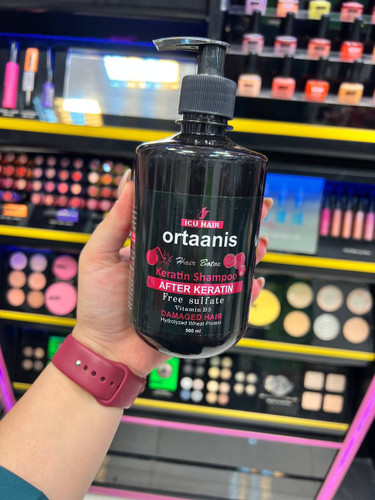 ICU HAIR
ortaanis
Hair Botox
Keratin Shampoo
AFTER KERATIN
Free sulfate
Vitamin D5
DAMAGED HAIR
Hydrolyzed Wheat Protein
500 ml